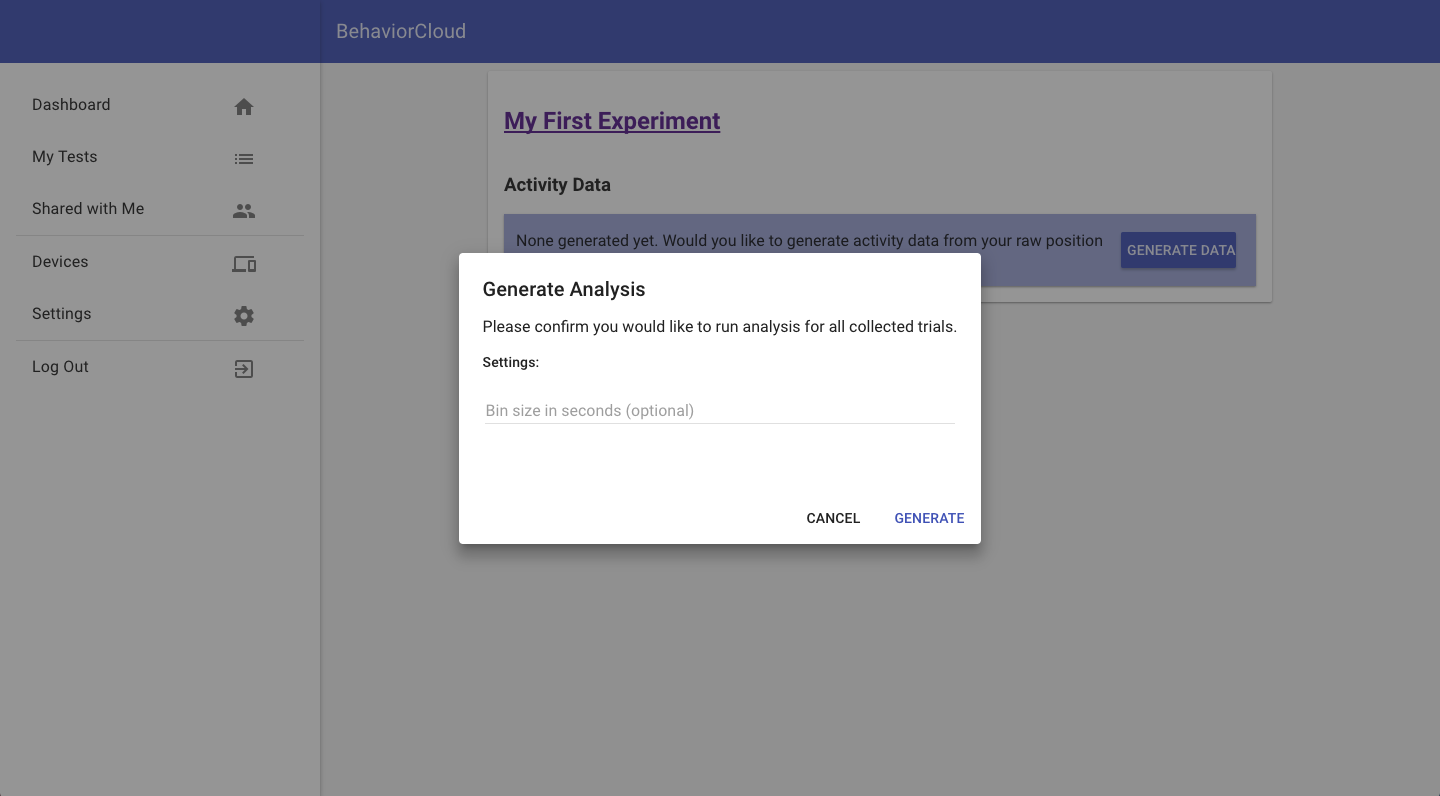 BehaviorCloud
Dashboard
My Tests
Shared with Me
Devices
Settings
Log Out
My First Experiment
Activity Data
None generated yet. Would you like to generate activity data from your raw position
GENERATE DATA
Generate Analysis
Please confirm you would like to run analysis for all collected trials.
Settings:
Bin size in seconds (optional)
CANCEL
GENERATE